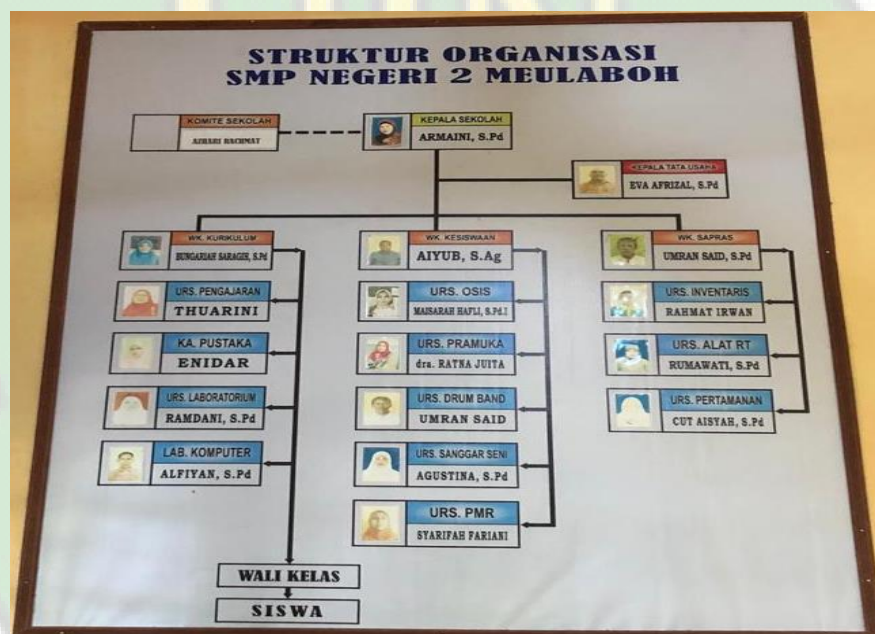 STRUKTUR ORGANISASI
SMP NEGERI 2 MEULABOH
KOMITE SEKOLAH
AZHARI RACHMAT
KEPALA SEKOLAH
ARMAINI, S.Pd
KEPALA TATA USAHA
EVA AFRIZAL, S.Pd
WK. KURIKULUM
BUNGARIAH SARAGIH, S.Pd
URS. PENGAJARAN
THUARINI
KA. PUSTAKA
ENIDAR
URS. LABORATORIUM
RAMDANI, S.Pd
LAB. KOMPUTER
ALFIYAN, S.Pd
WK. KESISWAAN
AIYUB, S.Ag
URS. OSIS
MAISARAH HAFLI, S.Pd.I
URS. PRAMUKA
dra. RATNA JUITA
URS. DRUM BAND
UMRAN SAID
URS. SANGGAR SENI
AGUSTINA, S.Pd
URS. PMR
SYARIFAH FARIANI
WK. SAPRAS
UMRAN SAID, S.Pd
URS. INVENTARIS
RAHMAT IRWAN
URS. ALAT RT
RUMAWATI, S.Pd
URS. PERTAMANAN
CUT AISYAH, S.Pd
WALI KELAS
SISWA